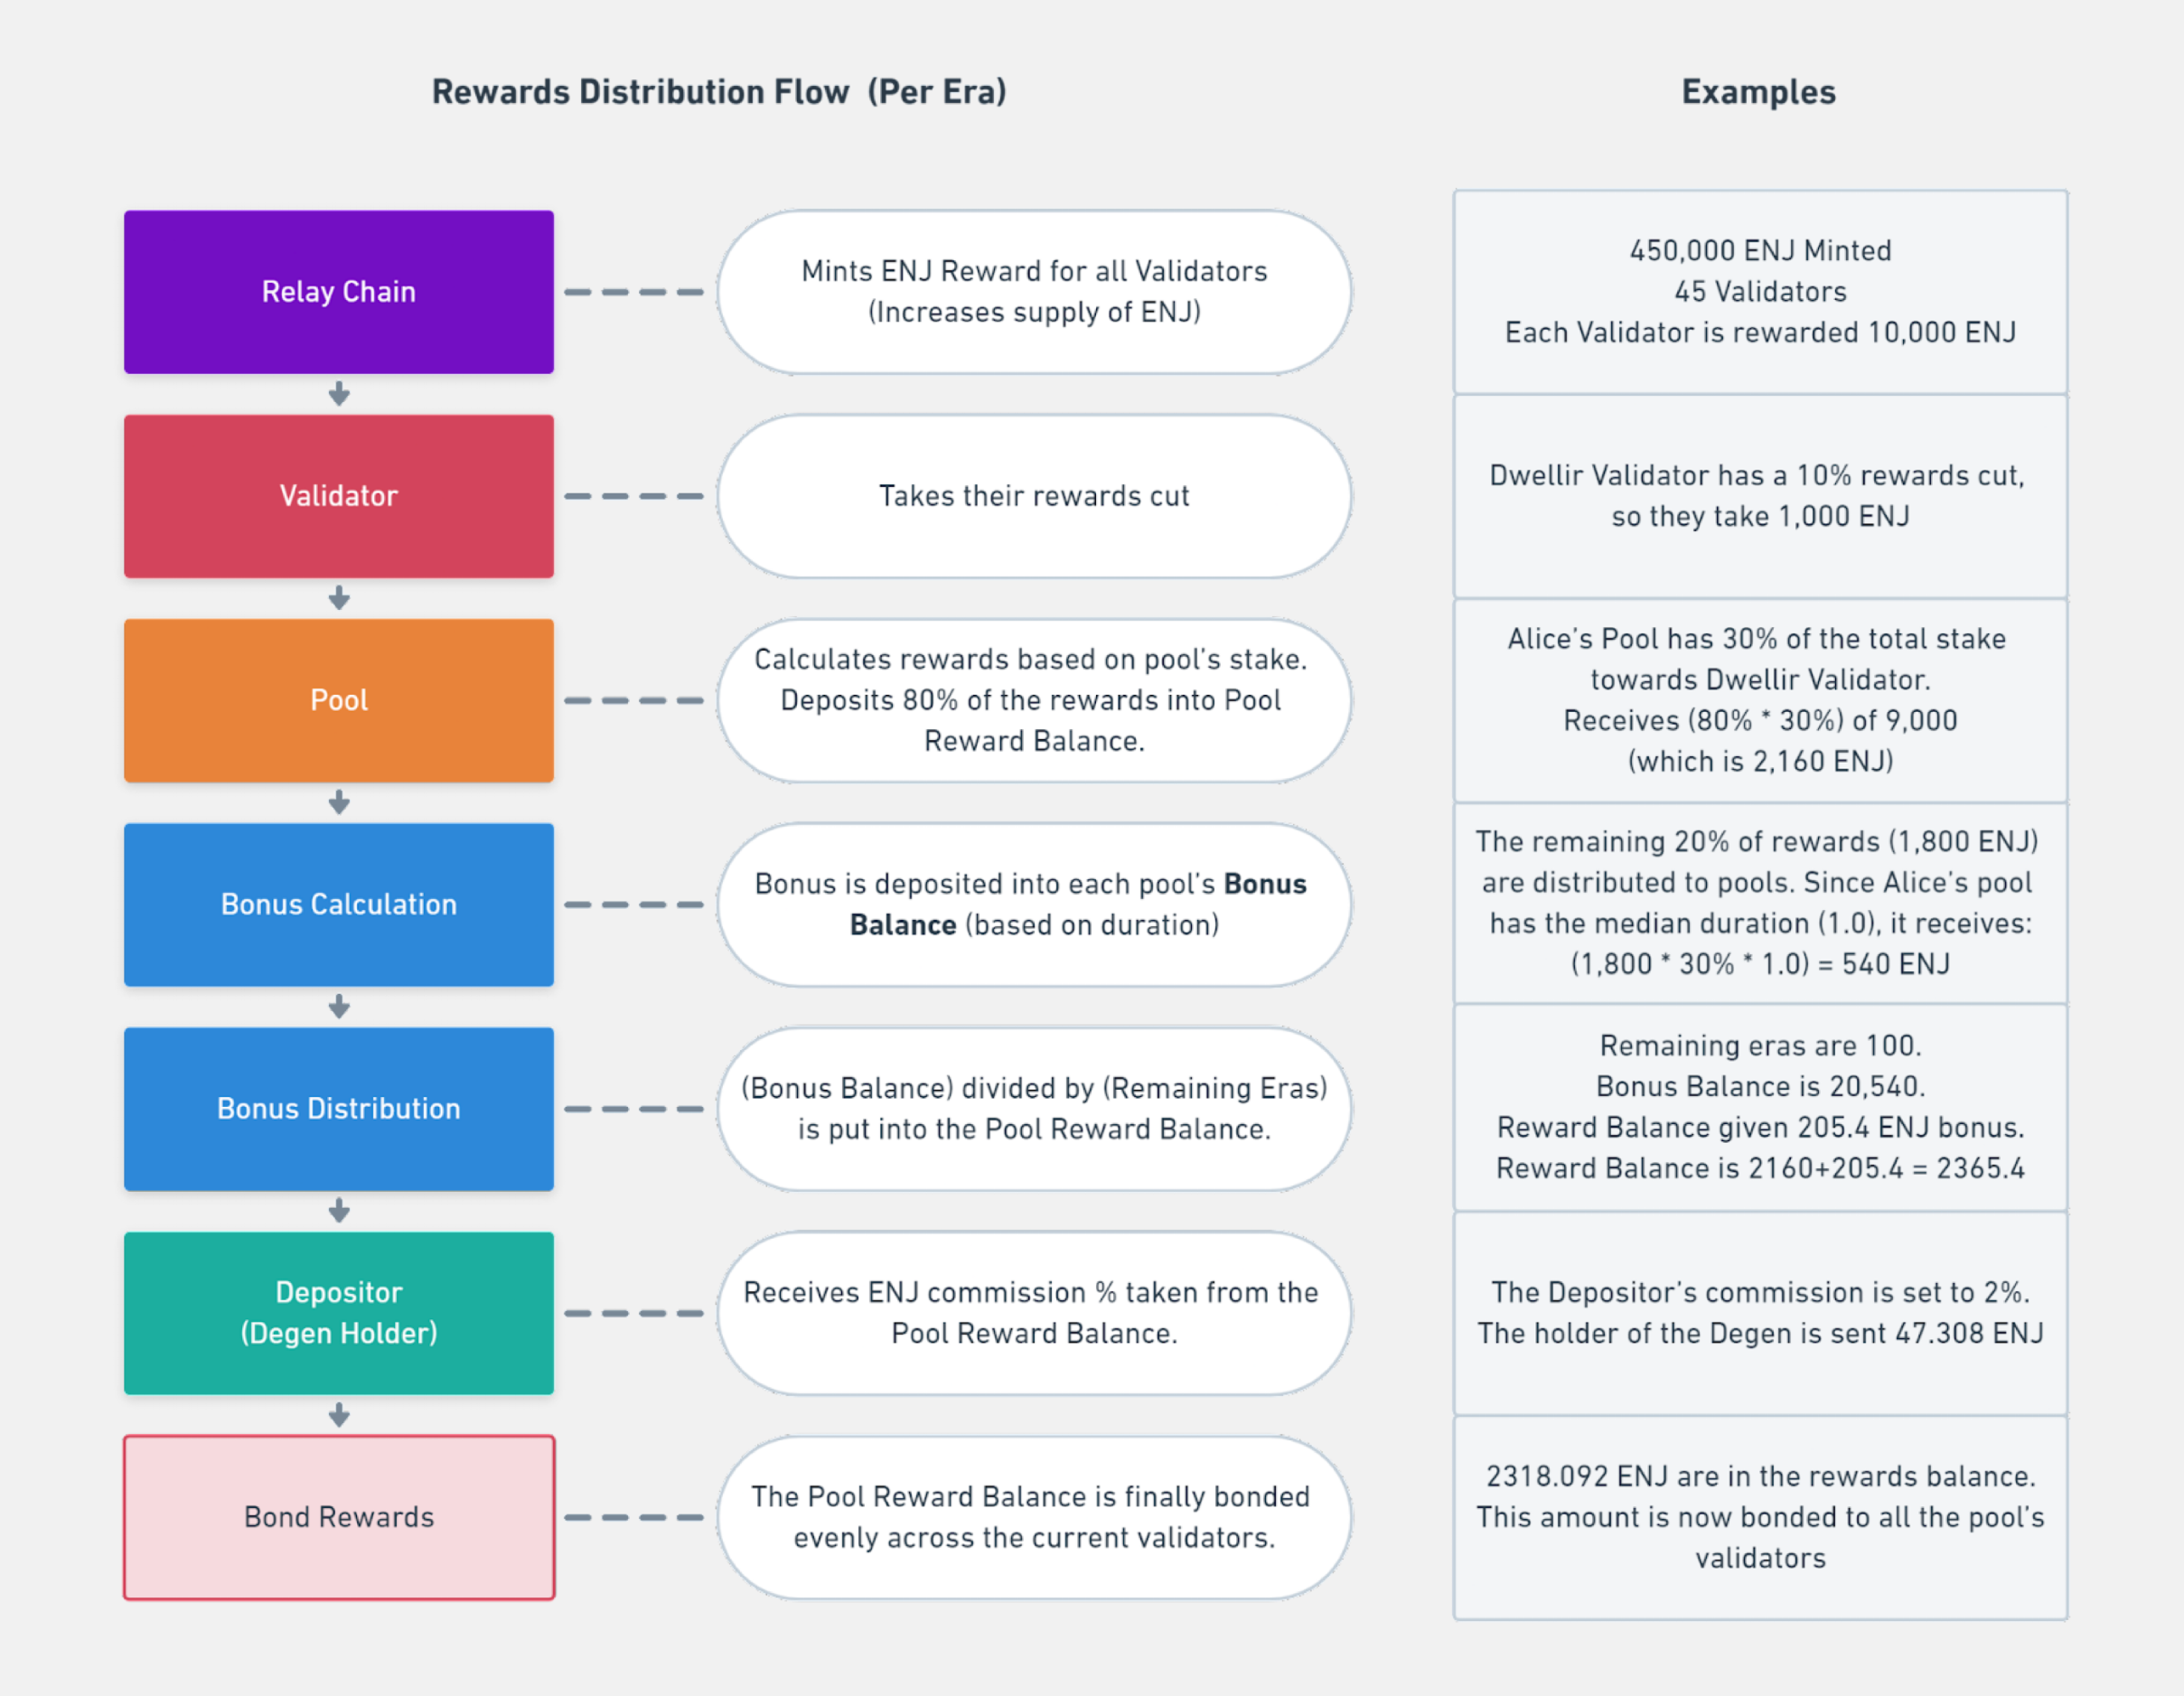 Rewards Distribution Flow (Per Era)
Examples
Relay Chain
Mints ENJ Reward for all Validators
(Increases supply of ENJ)
450,000 ENJ Minted
45 Validators
Each Validator is rewarded 10,000 ENJ
Validator
Takes their rewards cut
Dwellir Validator has a 10% rewards cut,
so they take 1,000 ENJ
Pool
Calculates rewards based on pool’s stake.
Deposits 80% of the rewards into Pool
Reward Balance.
Alice’s Pool has 30% of the total stake
towards Dwellir Validator.
Receives (80% * 30%) of 9,000
(which is 2,160 ENJ)
Bonus Calculation
Bonus is deposited into each pool’s Bonus
Balance (based on duration)
The remaining 20% of rewards (1,800 ENJ)
are distributed to pools. Since Alice’s pool
has the median duration (1.0), it receives:
(1,800 * 30% * 1.0) = 540 ENJ
Bonus Distribution
(Bonus Balance) divided by (Remaining Eras)
is put into the Pool Reward Balance.
Remaining eras are 100.
Bonus Balance is 20,540.
Reward Balance given 205.4 ENJ bonus.
Reward Balance is 2160+205.4 = 2365.4
Depositor
(Degen Holder)
Receives ENJ commission % taken from the
Pool Reward Balance.
The Depositor’s commission is set to 2%.
The holder of the Degen is sent 47.308 ENJ
Bond Rewards
The Pool Reward Balance is finally bonded
evenly across the current validators.
2318.092 ENJ are in the rewards balance.
This amount is now bonded to all the pool’s
validators